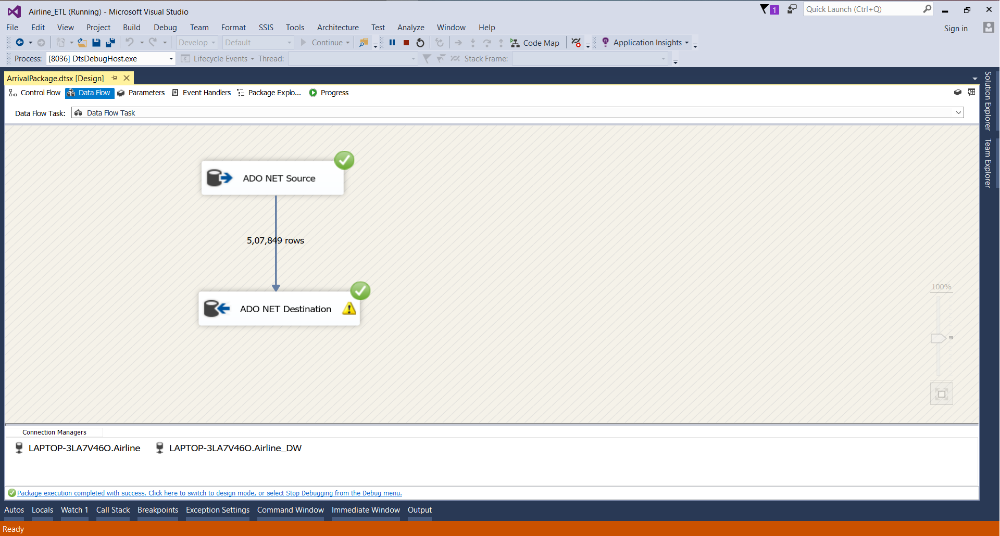 Airline_ETL (Running) - Microsoft Visual Studio
1
Quick Launch (Ctrl+Q)
File Edit View Project Build Debug Team Format SSIS Tools Architecture Test Analyze Window Help
Sign in
Develop Default Continue Code Map Application Insights
Process: [8036] DtsDebugHost.exe Lifecycle Events Thread: Stack Frame:
ArrivalPackage.dtsx [Design]
Control Flow Data Flow Parameters Event Handlers Package Explo... Progress
Data Flow Task: Data Flow Task
Solution Explorer
Team Explorer
ADO NET Source
5,07,849 rows
ADO NET Destination
100%
Connection Managers
LAPTOP-3LA7V46O.Airline LAPTOP-3LA7V46O.Airline_DW
Package execution completed with success. Click here to switch to design mode, or select Stop Debugging from the Debug menu.
Autos Locals Watch 1 Call Stack Breakpoints Exception Settings Command Window Immediate Window Output
Ready